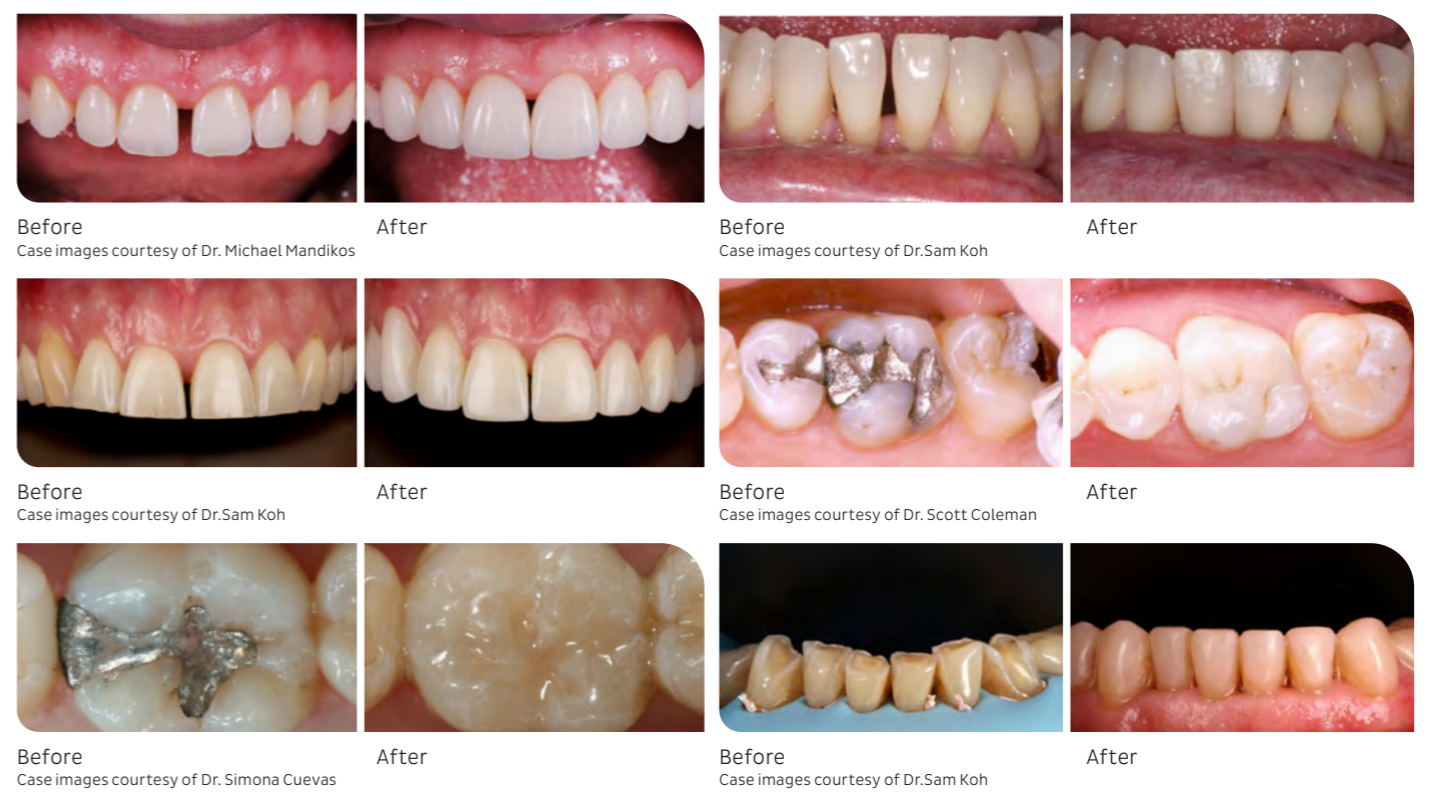 Before
After
Case images courtesy of Dr. Michael Mandikos
Before
After
Case images courtesy of Dr.Sam Koh
Before
After
Case images courtesy of Dr.Sam Koh
Before
After
Case images courtesy of Dr. Scott Coleman
Before
After
Case images courtesy of Dr. Simona Cuevas
Before
After
Case images courtesy of Dr.Sam Koh